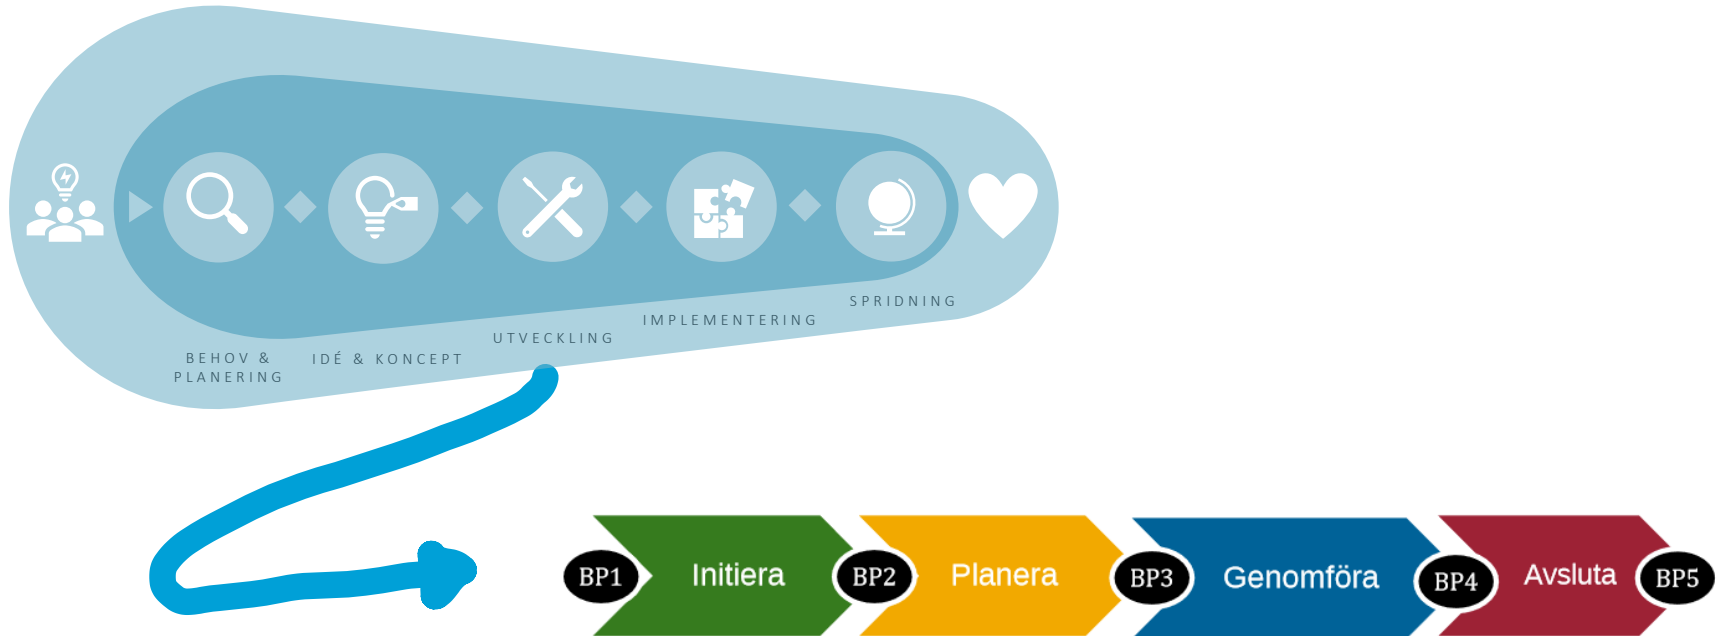 BEHOV &
PLANERING
IDÉ & KONCEPT
UTVECKLING
IMPLEMENTERING
SPRIDNING
BP1
Initiera
BP2
Planera
BP3
Genomföra
BP4
Avsluta
BP5